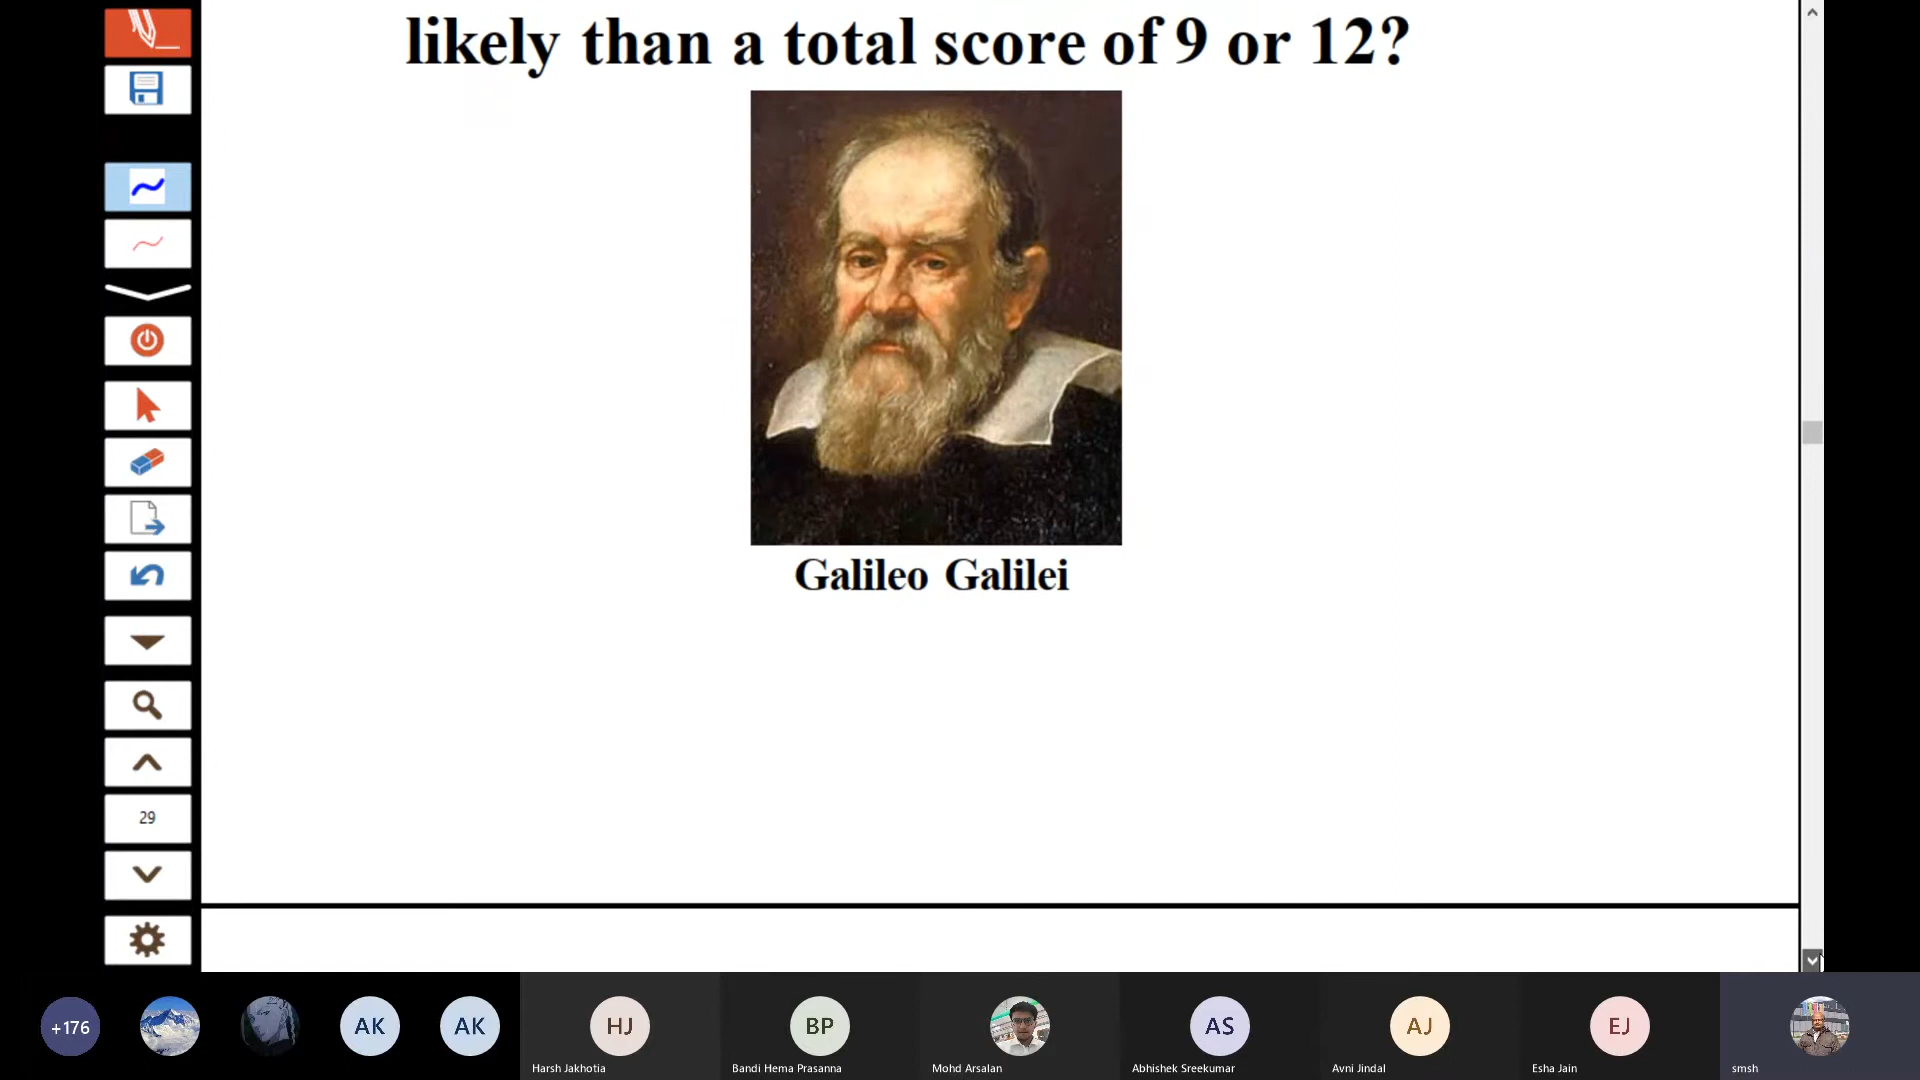 likely than a total score of 9 or 12?
Galileo Galilei
29
+176
AK
AK
HJ
BP
AS
AJ
EJ
Harsh Jakhotia
Bandi Hema Prasanna
Mohd Arsalan
Abhishek Sreekumar
Avni Jindal
Esha Jain
smsh